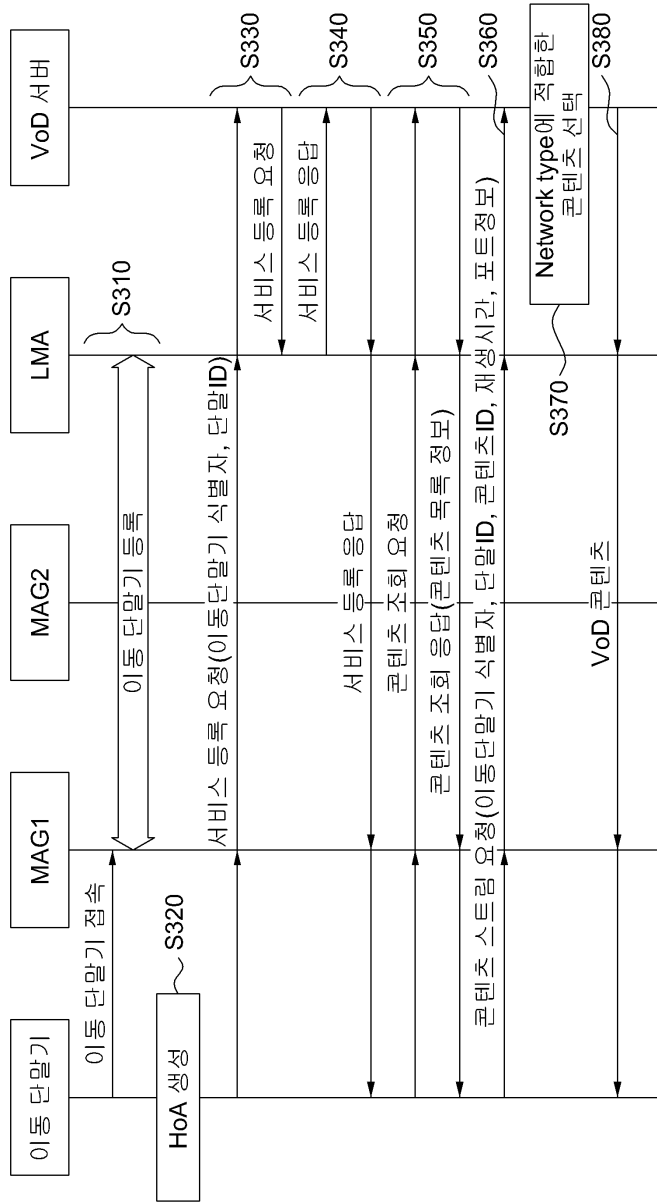 이동 단말기
MAG1
MAG2
LMA
VoD 서버
이동 단말기 접속
S310
이동 단말기 등록
HoA 생성
S320
서비스 등록 요청(이동단말기 식별자, 단말ID)
S330
서비스 등록 요청
서비스 등록 응답
S340
서비스 등록 응답
콘텐츠 조회 요청
S350
콘텐츠 조회 응답(콘텐츠 목록 정보)
콘텐츠 스트림 요청(이동단말기 식별자, 단말ID, 콘텐츠ID, 재생시간, 포트정보)
S360
S370
Network type에 적합한
콘텐츠 선택
VoD 콘텐츠
S380